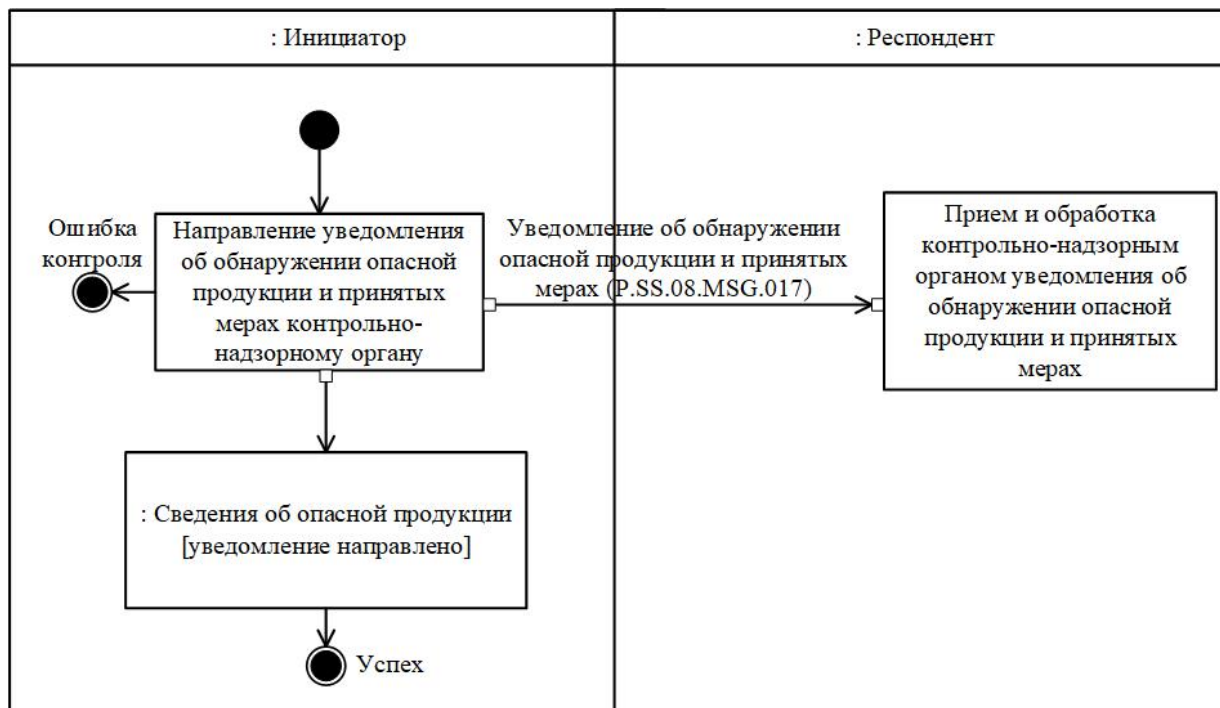 : Инициатор
: Респондент
Ошибка
контроля
Направление уведомления
об обнаружении опасной
продукции и принятых
мерах контрольно-
надзорному органу
Уведомление об обнаружении
опасной продукции и принятых
мерах (P.SS.08.MSG.017)
Прием и обработка
контрольно-надзорным
органом уведомления об
обнаружении опасной
продукции и принятых
мерах
: Сведения об опасной продукции
[уведомление направлено]
Успех